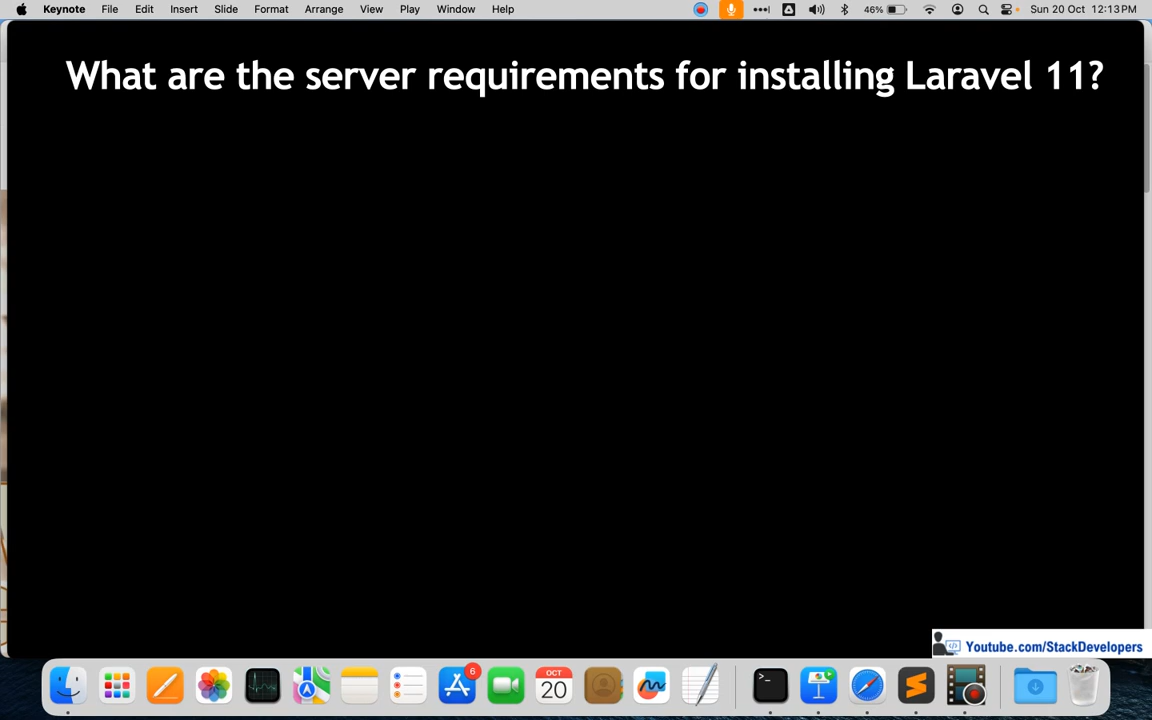 Keynote File Edit Insert Slide Format Arrange View Play Window Help 46% Sun 20 Oct 12:13 PM
What are the server requirements for installing Laravel 11?
Youtube.com/StackDevelopers
6
OCT
20